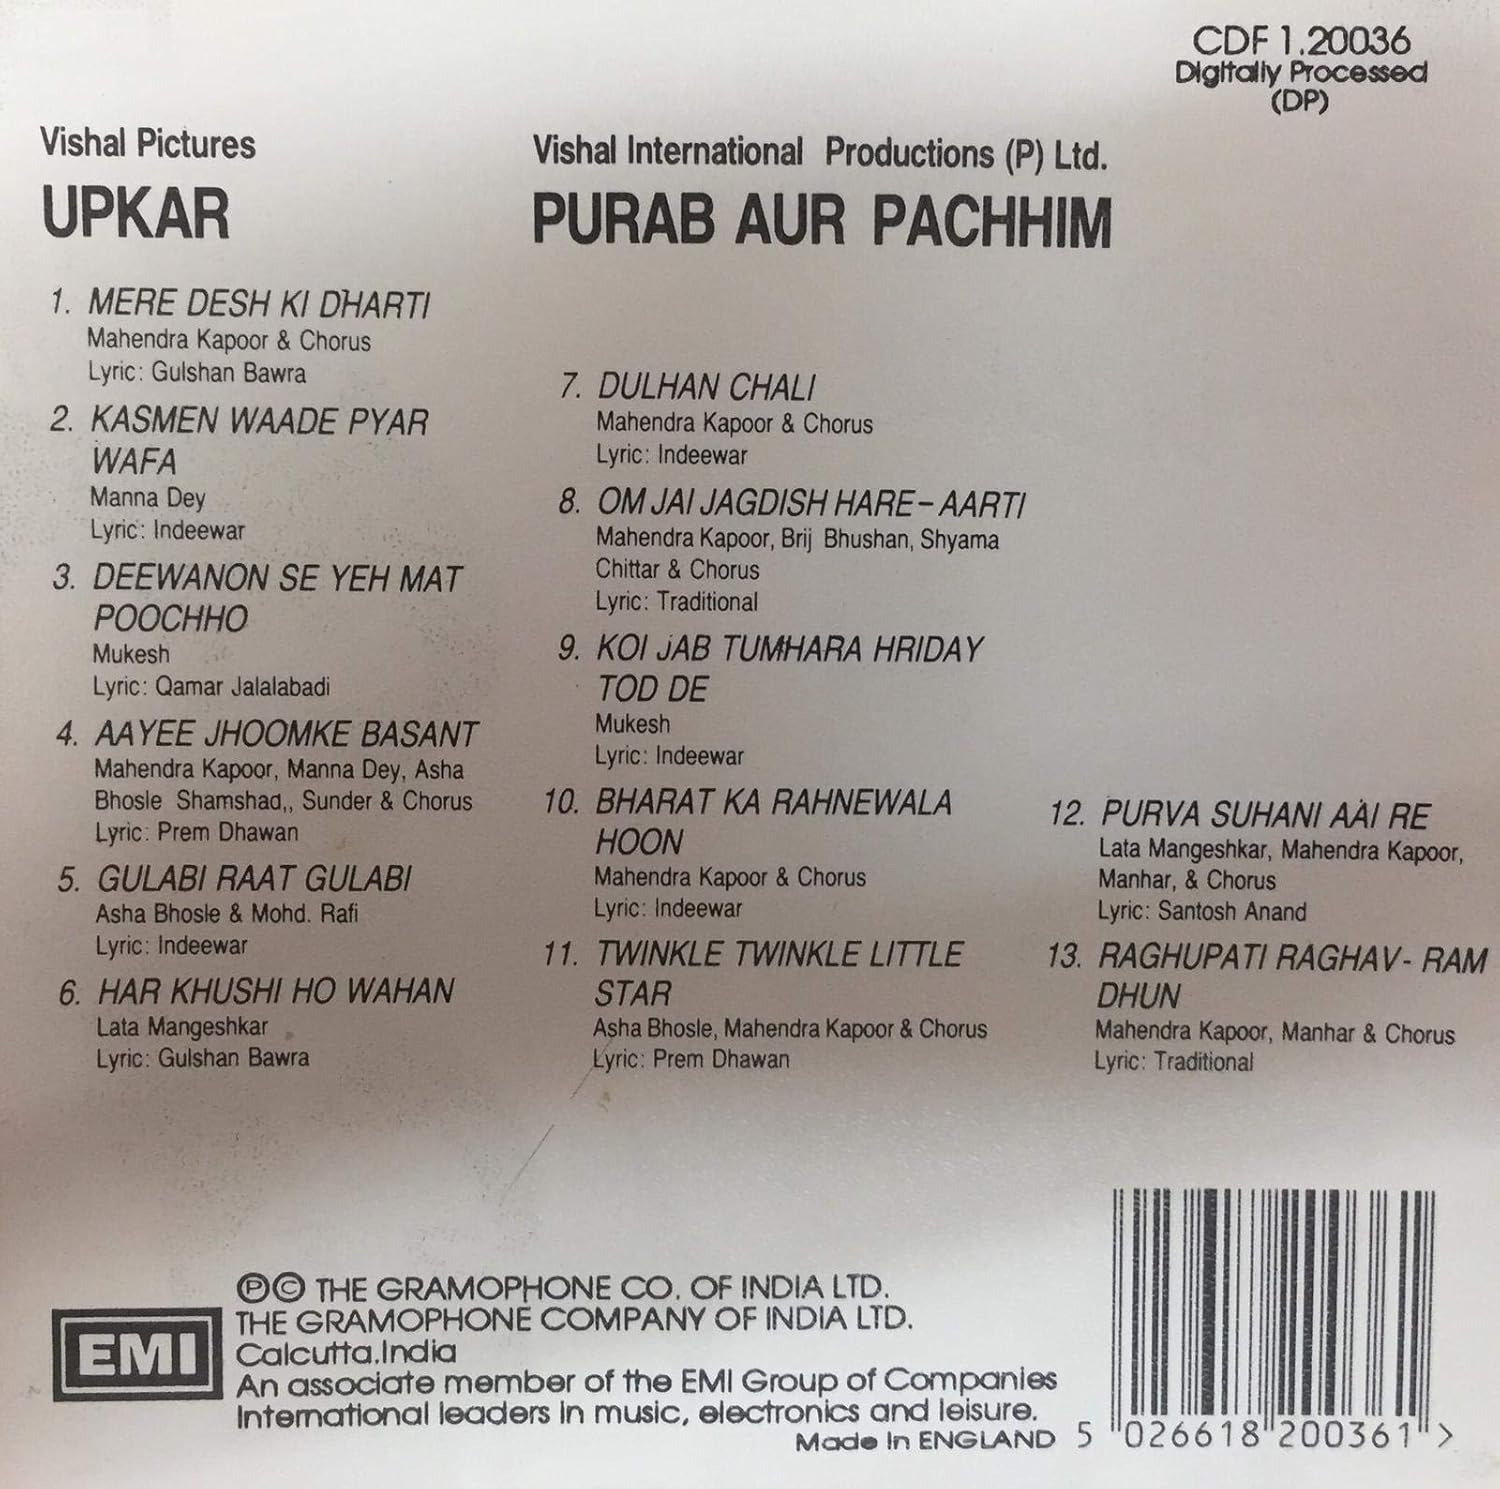 CDF 1.20036
Digitally Processed
(DP)
Vishal Pictures
UPKAR
1. MERE DESH KI DHARTI
Mahendra Kapoor & Chorus
Lyric: Gulshan Bawra
2. KASMEN WAADE PYAR
WAFA
Manna Dey
Lyric: Indeewar
3. DEEWANON SE YEH MAT
POOCHHO
Mukesh
Lyric: Qamar Jalalabadi
4. AAYEE JHOOMKE BASANT
Mahendra Kapoor, Manna Dey, Asha
Bhosle Shamshad,, Sunder & Chorus
Lyric: Prem Dhawan
5. GULABI RAAT GULABI
Asha Bhosle & Mohd. Rafi
Lyric: Indeewar
6. HAR KHUSHI HO WAHAN
Lata Mangeshkar
Lyric: Gulshan Bawra
Vishal International Productions (P) Ltd.
PURAB AUR PACHHIM
7. DULHAN CHALI
Mahendra Kapoor & Chorus
Lyric: Indeewar
8. OM JAI JAGDISH HARE-AARTI
Mahendra Kapoor, Brij Bhushan, Shyama
Chittar & Chorus
Lyric: Traditional
9. KOI JAB TUMHARA HRIDAY
TOD DE
Mukesh
Lyric: Indeewar
10. BHARAT KA RAHNEWALA
HOON
Mahendra Kapoor & Chorus
Lyric: Indeewar
11. TWINKLE TWINKLE LITTLE
STAR
Asha Bhosle, Mahendra Kapoor & Chorus
Lyric: Prem Dhawan
12. PURVA SUHANI AAI RE
Lata Mangeshkar, Mahendra Kapoor,
Manhar, & Chorus
Lyric: Santosh Anand
13. RAGHUPATI RAGHAV- RAM
DHUN
Mahendra Kapoor, Manhar & Chorus
Lyric: Traditional
EMI
℗© THE GRAMOPHONE CO. OF INDIA LTD.
THE GRAMOPHONE COMPANY OF INDIA LTD.
Calcutta.India
An associate member of the EMI Group of Companies
International leaders in music, electronics and leisure.
Made in ENGLAND
5 026618 200361 >